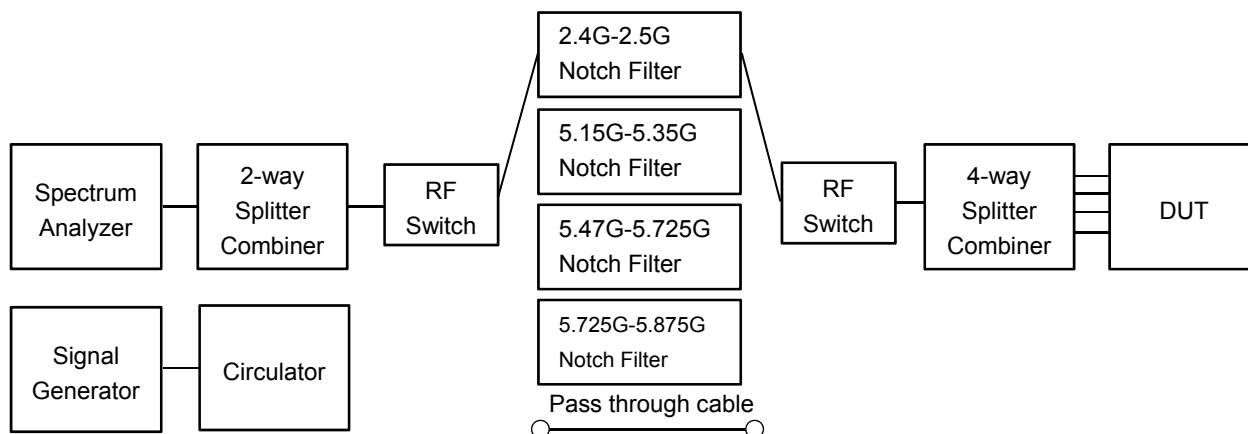 2.4G-2.5G
Notch Filter
5.15G-5.35G
Notch Filter
5.47G-5.725G
Notch Filter
5.725G-5.875G
Notch Filter
Pass through cable
Spectrum
Analyzer
2-way
Splitter
Combiner
RF
Switch
RF
Switch
4-way
Splitter
Combiner
DUT
Signal
Generator
Circulator